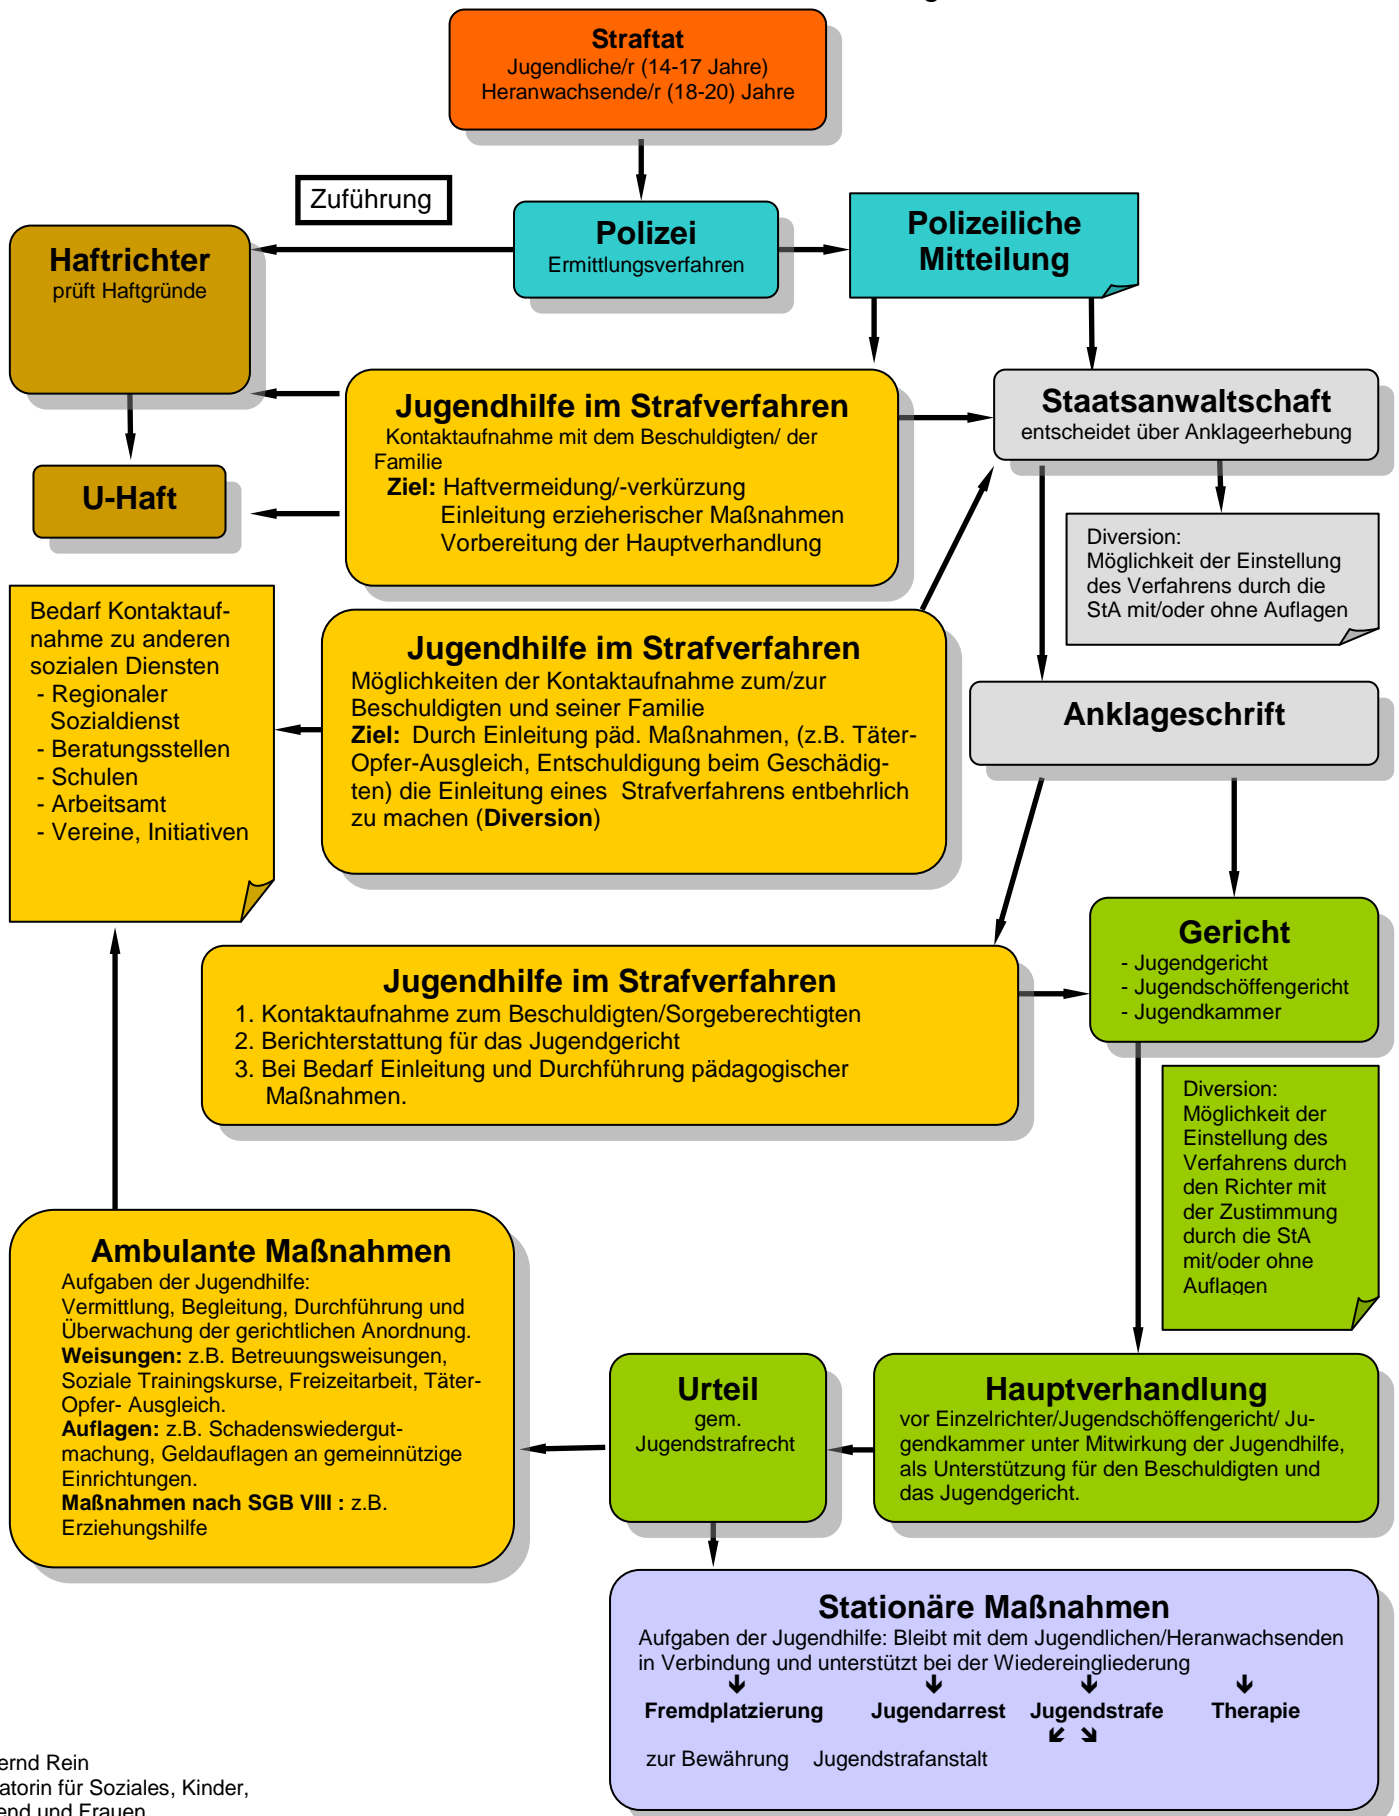 Straftat
Jugendliche/r (14-17 Jahre)
Heranwachsende/r (18-20) Jahre
Zuführung
Polizei
Ermittlungsverfahren
Polizeiliche
Mitteilung
Haftrichter
prüft Haftgründe
Jugendhilfe im Strafverfahren
Kontaktaufnahme mit dem Beschuldigten/ der
Familie
Ziel: Haftvermeidung/-verkürzung
Einleitung erzieherischer Maßnahmen
Vorbereitung der Hauptverhandlung
Staatsanwaltschaft
entscheidet über Anklageerhebung
U-Haft
Diversion:
Möglichkeit der Einstellung
des Verfahrens durch die
StA mit/oder ohne Auflagen
Bedarf Kontaktauf-
nahme zu anderen
sozialen Diensten
- Regionaler
Sozialdienst
- Beratungsstellen
- Schulen
- Arbeitsamt
- Vereine, Initiativen
Jugendhilfe im Strafverfahren
Möglichkeiten der Kontaktaufnahme zum/zur
Beschuldigten und seiner Familie
Ziel: Durch Einleitung päd. Maßnahmen, (z.B. Täter-
Opfer-Ausgleich, Entschuldigung beim Geschädig-
ten) die Einleitung eines Strafverfahrens entbehrlich
zu machen (Diversion)
Anklageschrift
Jugendhilfe im Strafverfahren
1. Kontaktaufnahme zum Beschuldigten/Sorgeberechtigten
2. Berichterstattung für das Jugendgericht
3. Bei Bedarf Einleitung und Durchführung pädagogischer
Maßnahmen.
Gericht
- Jugendgericht
- Jugendschöffengericht
- Jugendkammer
Diversion:
Möglichkeit der
Einstellung des
Verfahrens durch
den Richter mit
der Zustimmung
durch die StA
mit/oder ohne
Auflagen
Ambulante Maßnahmen
Aufgaben der Jugendhilfe:
Vermittlung, Begleitung, Durchführung und
Überwachung der gerichtlichen Anordnung.
Weisungen: z.B. Betreuungsweisungen,
Soziale Trainingskurse, Freizeitarbeit, Täter-
Opfer- Ausgleich.
Auflagen: z.B. Schadenswiedergut-
machung, Geldauflagen an gemeinnützige
Einrichtungen.
Maßnahmen nach SGB VIII : z.B.
Erziehungshilfe
Urteil
gem.
Jugendstrafrecht
Hauptverhandlung
vor Einzelrichter/Jugendschöffengericht/ Ju-
gendkammer unter Mitwirkung der Jugendhilfe,
als Unterstützung für den Beschuldigten und
das Jugendgericht.
Stationäre Maßnahmen
Aufgaben der Jugendhilfe: Bleibt mit dem Jugendlichen/Heranwachsenden
in Verbindung und unterstützt bei der Wiedereingliederung
Fremdplatzierung Jugendarrest Jugendstrafe Therapie
zur Bewährung Jugendstrafanstalt
ernd Rein
atorin für Soziales, Kinder,
end und Frauen